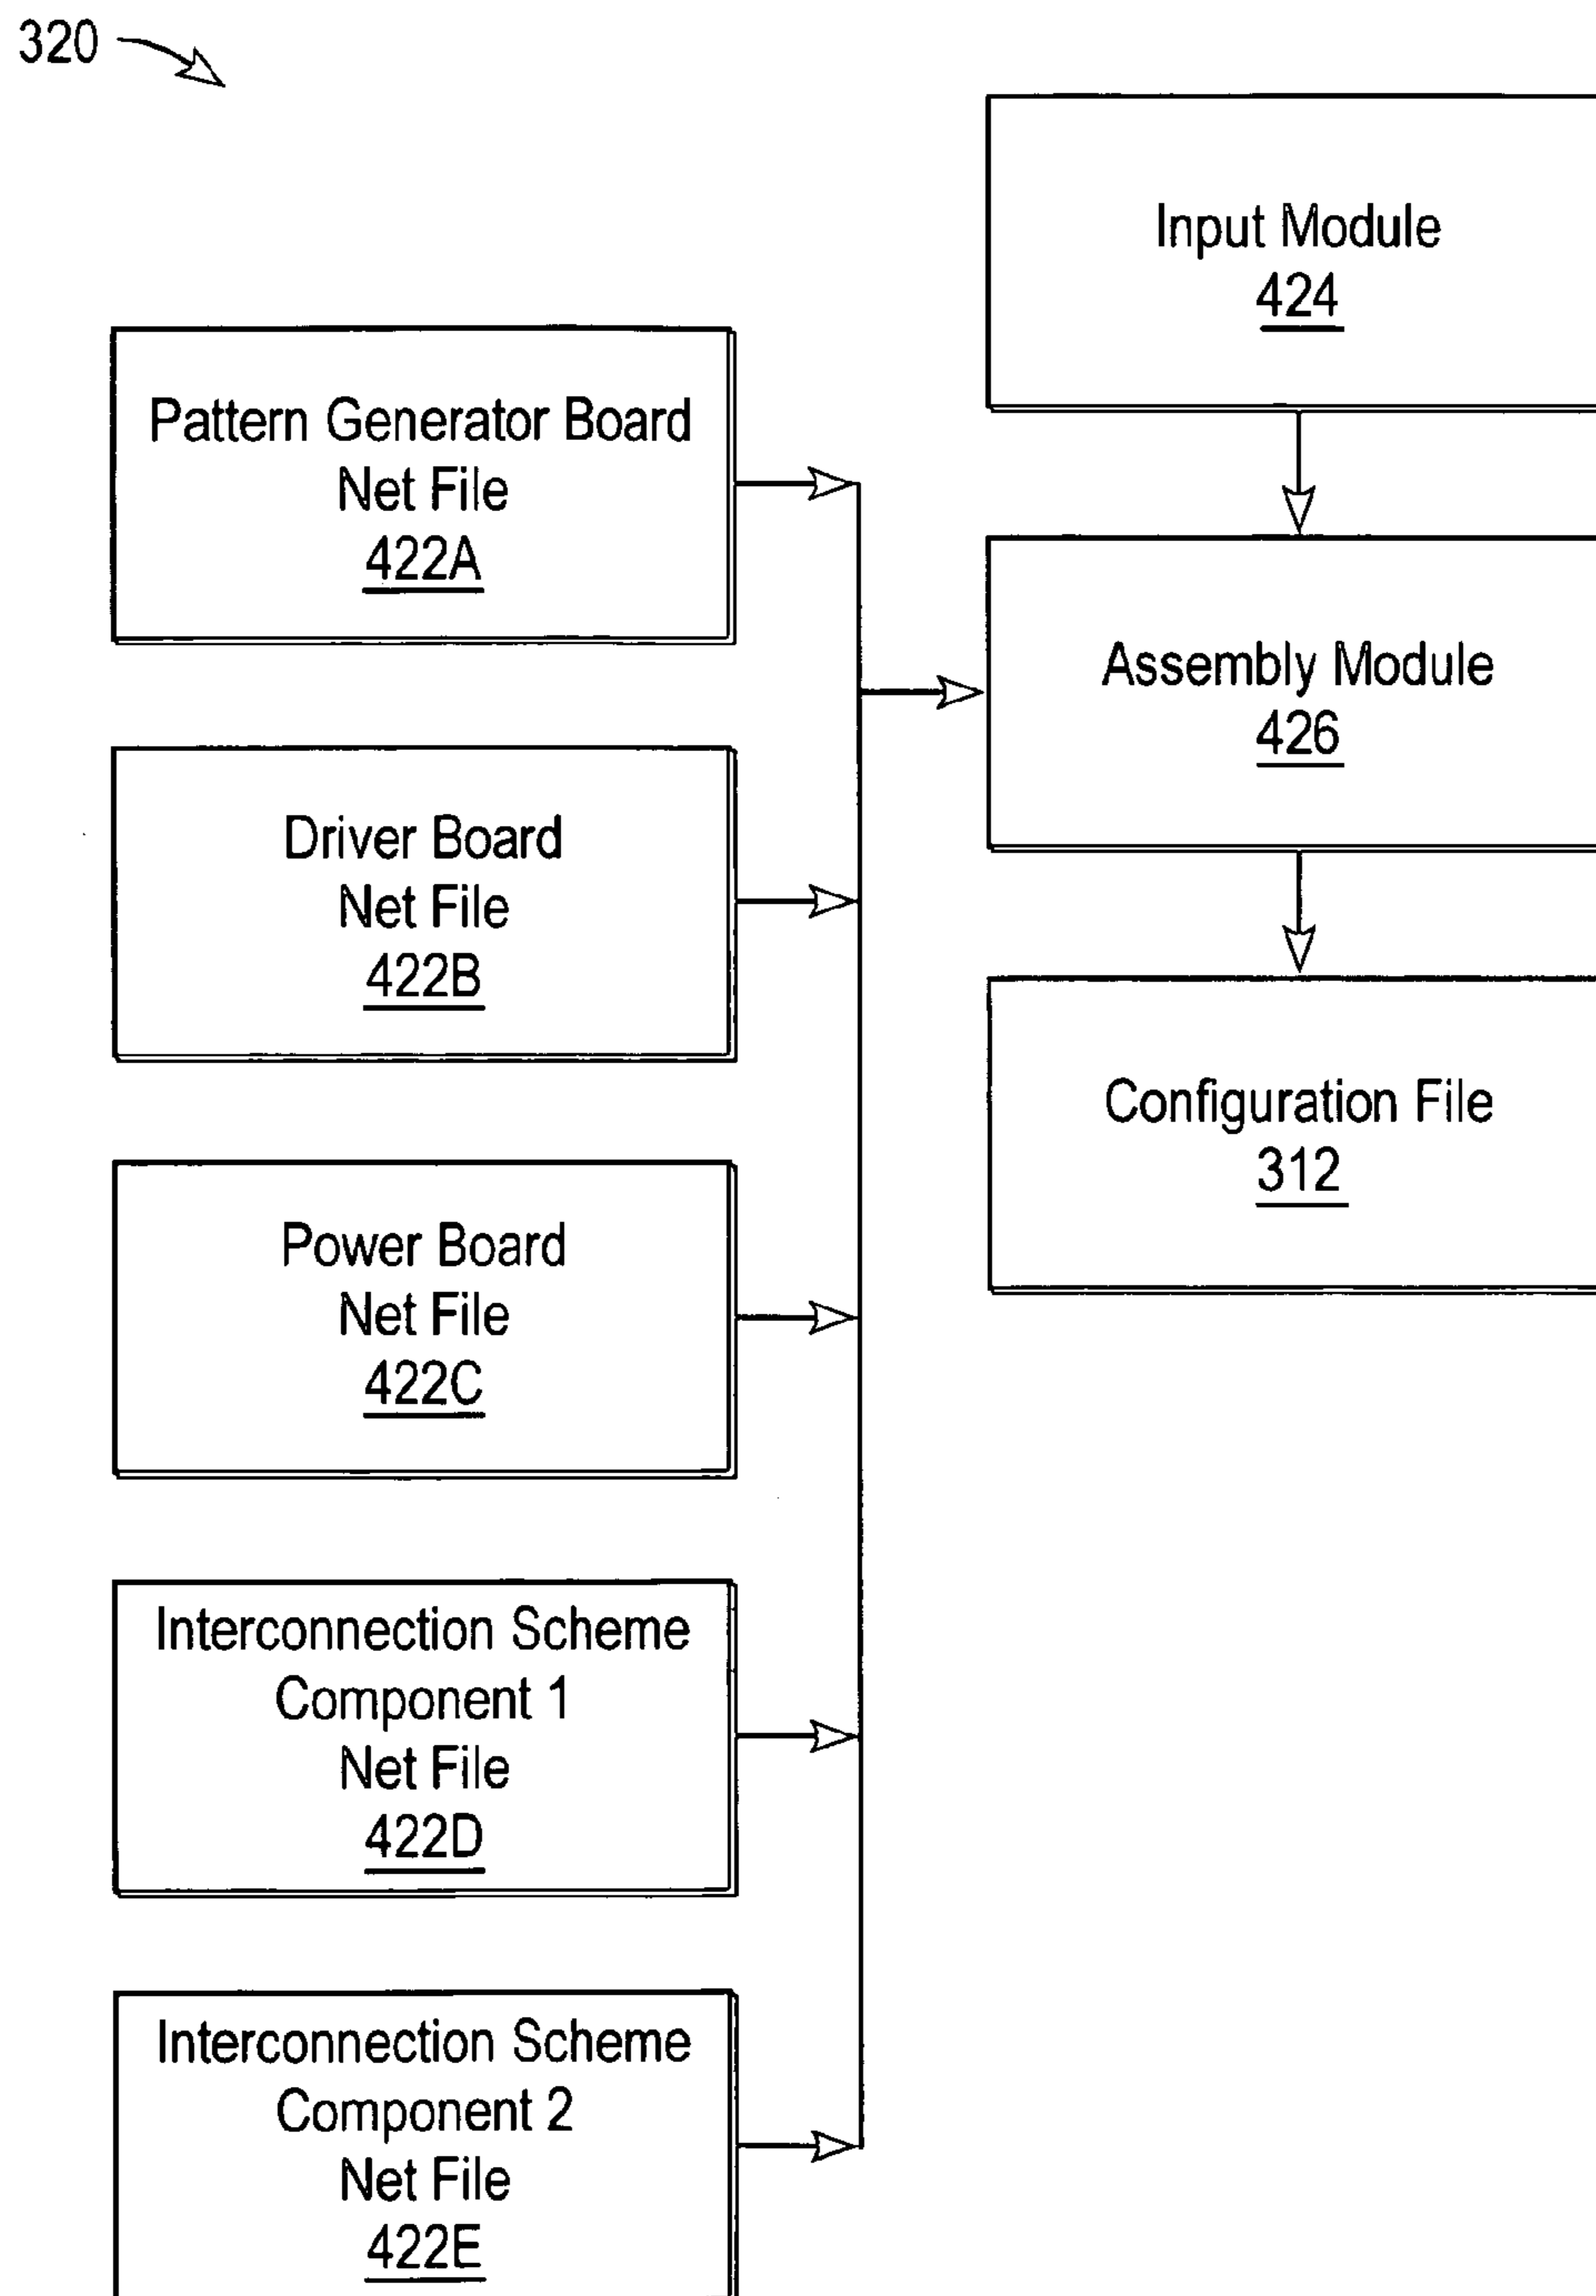 320
Input Module
424
Pattern Generator Board
Net File
422A
Assembly Module
426
Driver Board
Net File
422B
Configuration File
312
Power Board
Net File
422C
Interconnection Scheme
Component 1
Net File
422D
Interconnection Scheme
Component 2
Net File
422E